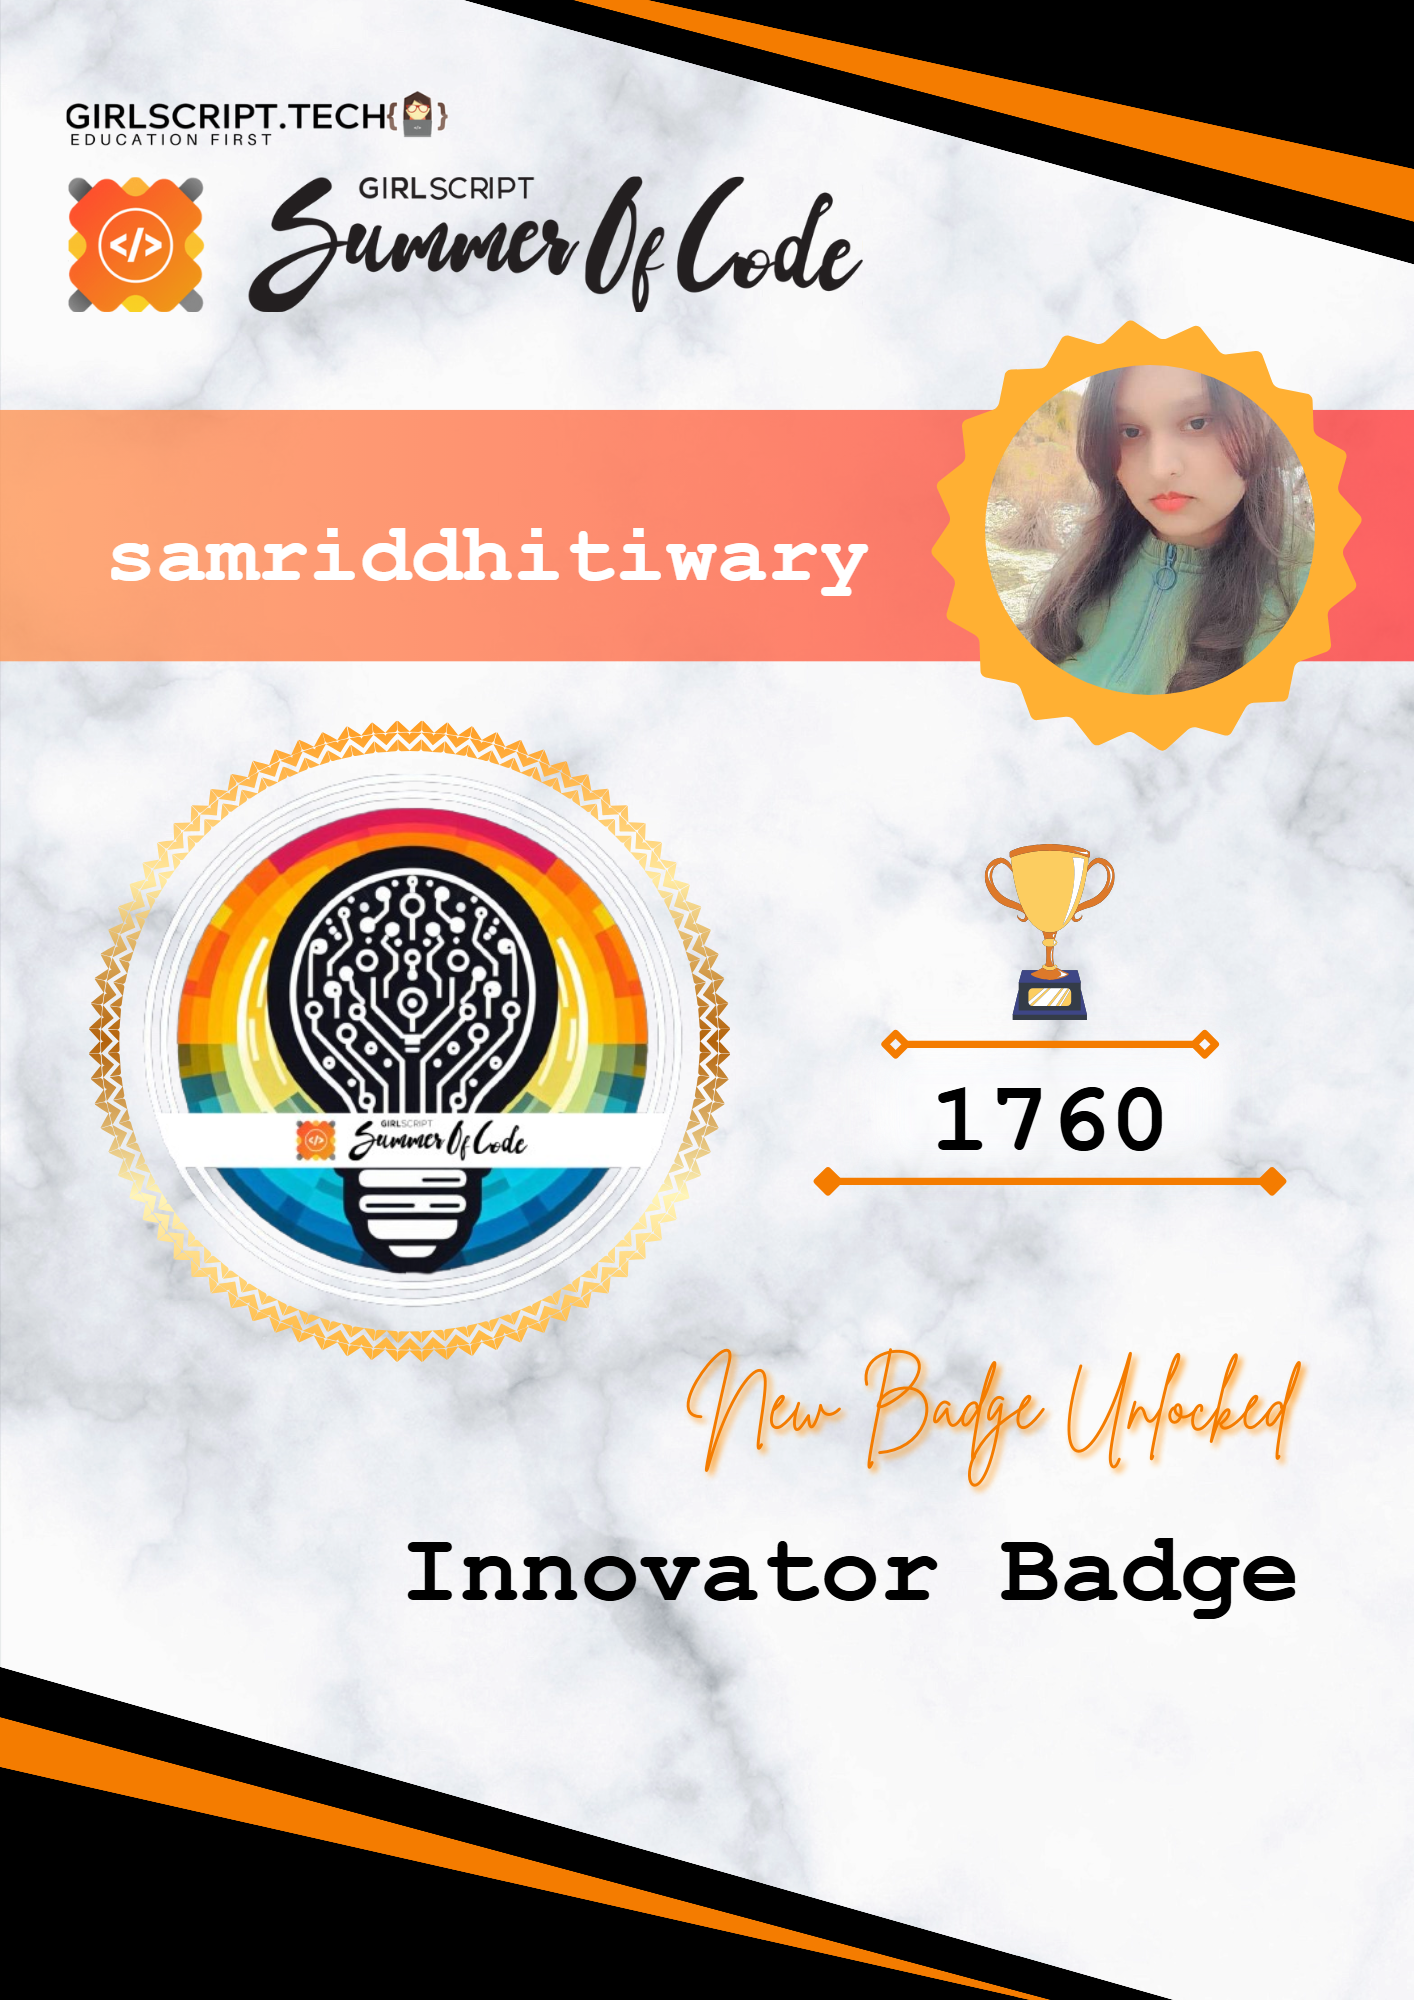 GIRLSCRIPT.TECH{ }
EDUCATION FIRST
GIRLSCRIPT
Summer Of Code
</>
samriddhitiwary
GIRLSCRIPT
Summer Of Code
</>
1760
New Badge Unlocked
Innovator Badge